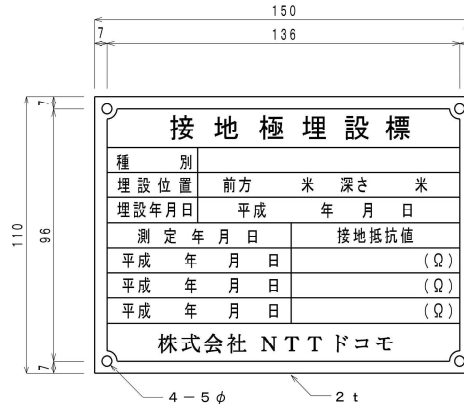 150
7 136
7
接地極埋設標
種別
埋設位置 前方 米 深さ 米
埋設年月日 平成 年 月 日
測定年月日 接地抵抗値
平成 年 月 日 (Ω)
平成 年 月 日 (Ω)
平成 年 月 日 (Ω)
株式会社 NTTドコモ
110
96
7
4-5φ
2t